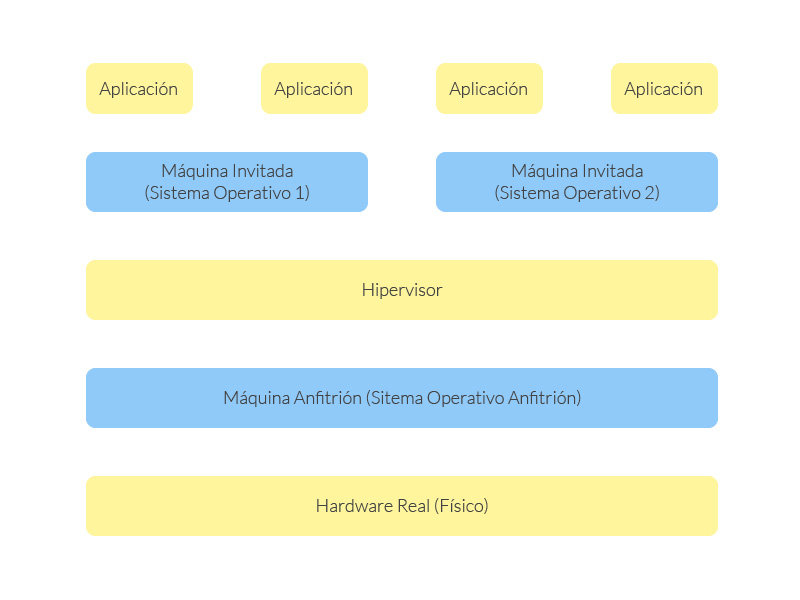 Aplicación
Aplicación
Aplicación
Aplicación
Máquina Invitada
(Sistema Operativo 1)
Máquina Invitada
(Sistema Operativo 2)
Hipervisor
Máquina Anfitrión (Sitema Operativo Anfitrión)
Hardware Real (Físico)